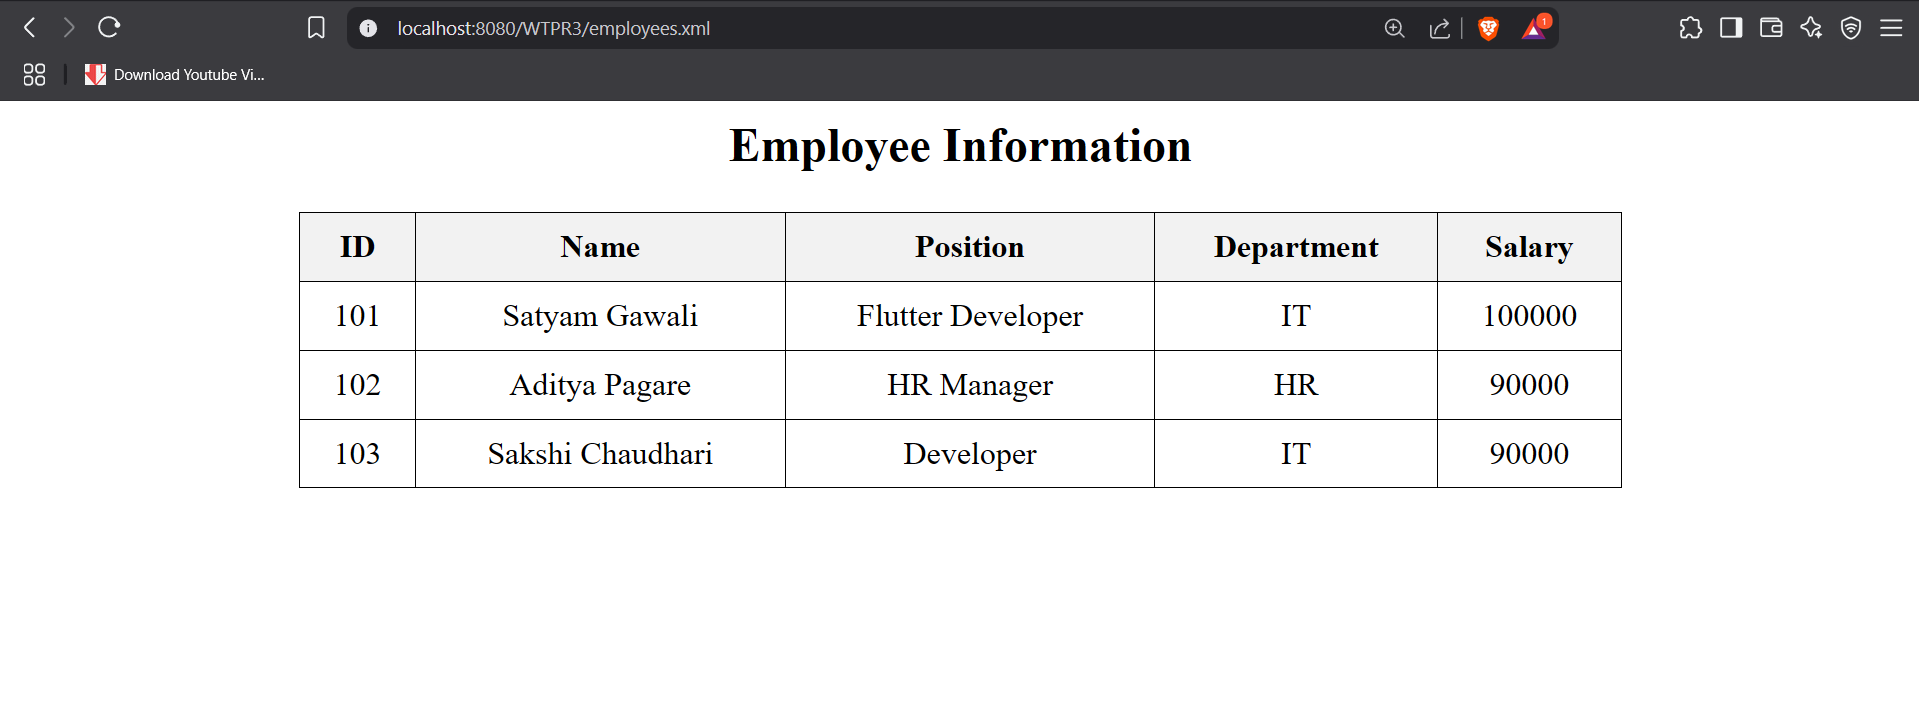 localhost:8080/WTPR3/employees.xml
1
Download Youtube Vi...
Employee Information
ID Name Position Department Salary
101 Satyam Gawali Flutter Developer IT 100000
102 Aditya Pagare HR Manager HR 90000
103 Sakshi Chaudhari Developer IT 90000